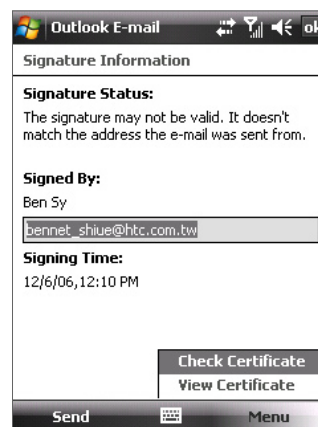 Outlook E-mail
ok
Signature Information
Signature Status:
The signature may not be valid. It doesn't
match the address the e-mail was sent from.
Signed By:
Ben Sy
bennet_shiue@htc.com.tw
Signing Time:
12/6/06,12:10 PM
Check Certificate
View Certificate
Send
Menu